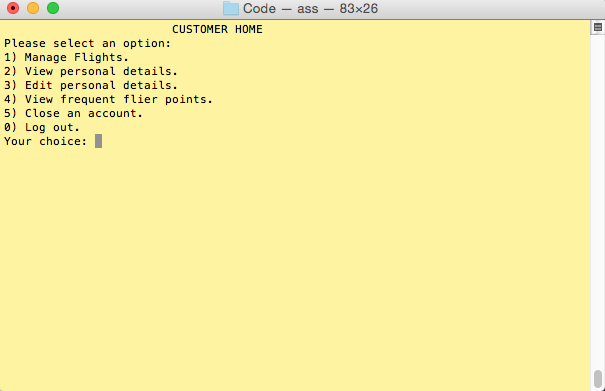 Code — ass — 83×26
CUSTOMER HOME
Please select an option:
1) Manage Flights.
2) View personal details.
3) Edit personal details.
4) View frequent flier points.
5) Close an account.
0) Log out.
Your choice: